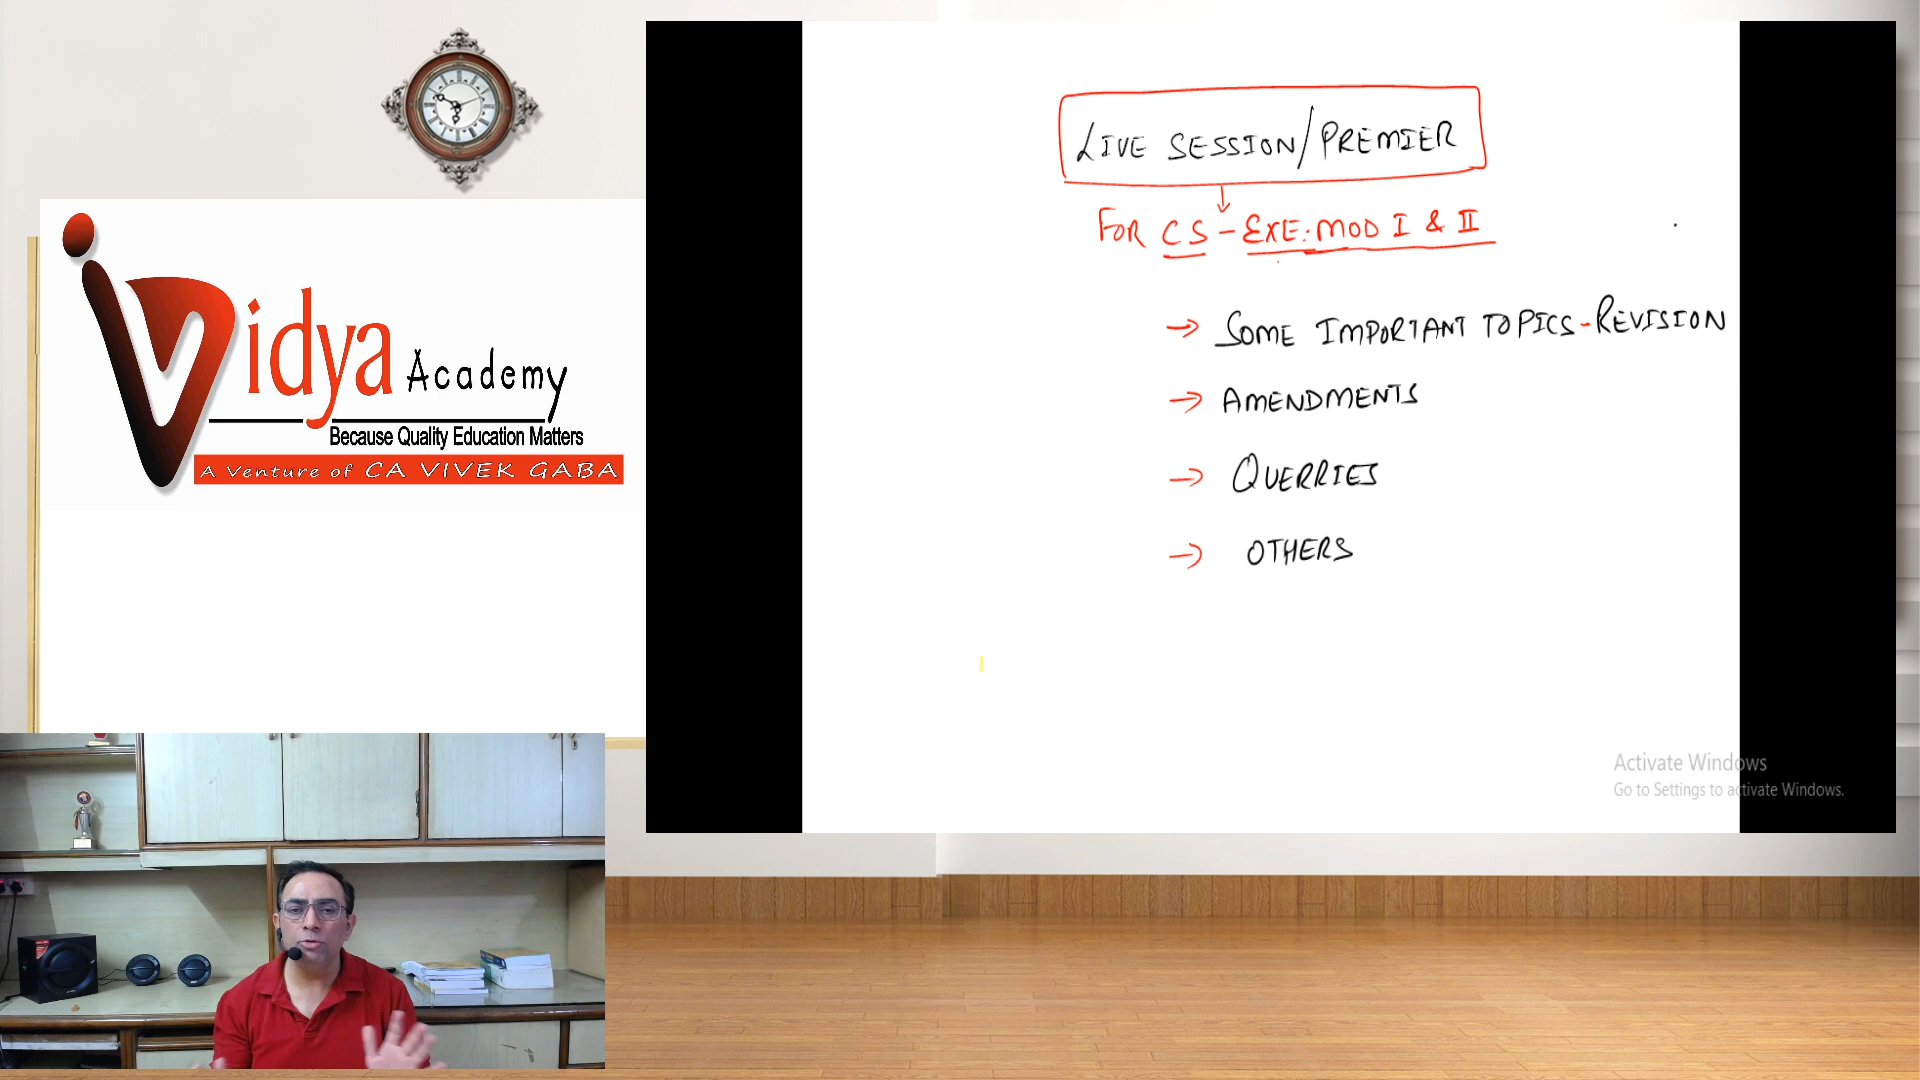 LIVE SESSION/PREMIER
FOR CS - EXE: MOD I & II
→ SOME IMPORTANT TOPICS - REVISION
→ AMENDMENTS
→ QUERRIES
→ OTHERS
Vidya Academy
Because Quality Education Matters
A Venture of CA VIVEK GABA
Activate Windows
Go to Settings to activate Windows.